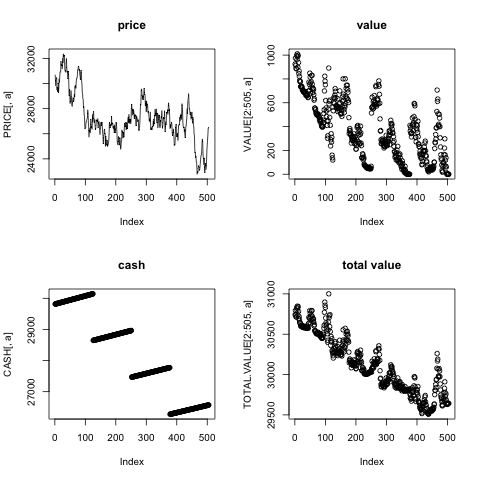 price
PRICE[, a]
24000 28000 32000
0 100 200 300 400 500
Index
value
VALUE[2:505, a]
0 200 400 600 1000
0 100 200 300 400 500
Index
cash
CASH[, a]
27000 29000
0 100 200 300 400 500
Index
total value
TOTAL.VALUE[2:505, a]
29500 30000 30500 31000
0 100 200 300 400 500
Index